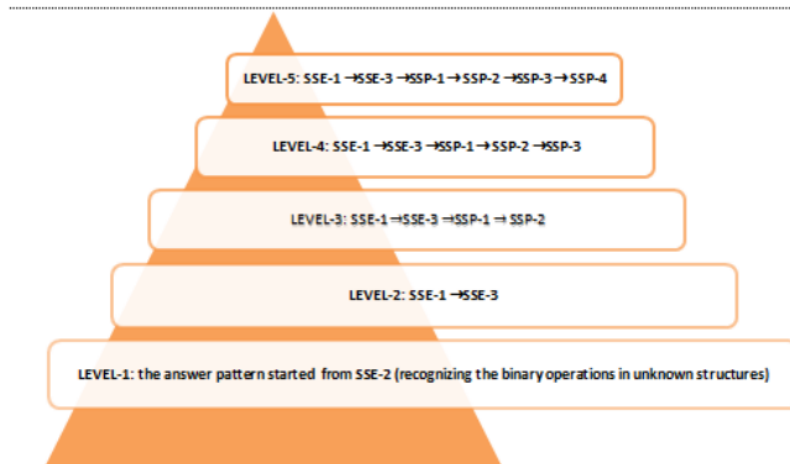 LEVEL-5: SSE-1 →SSE-3 →SSP-1→ SSP-2 →SSP-3→ SSP-4
LEVEL-4: SSE-1 →SSE-3 →SSP-1→ SSP-2 →SSP-3
LEVEL-3: SSE-1→SSE-3→SSP-1→ SSP-2
LEVEL-2: SSE-1 →SSE-3
LEVEL-1: the answer pattern started from SSE-2 (recognizing the binary operations in unknown structures)